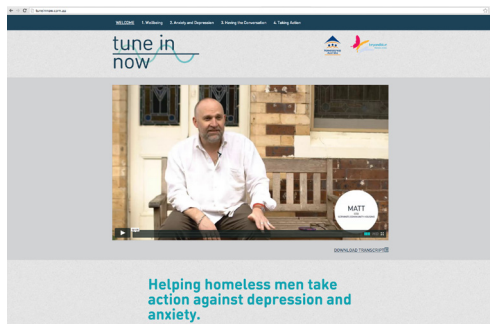 WELCOME 1. Wellbeing 2. Anxiety and Depression 3. Having the Conversation 4. Taking Action
tune in
now
MATT
DOWNLOAD TRANSCRIPT
Helping homeless men take
action against depression and
anxiety.